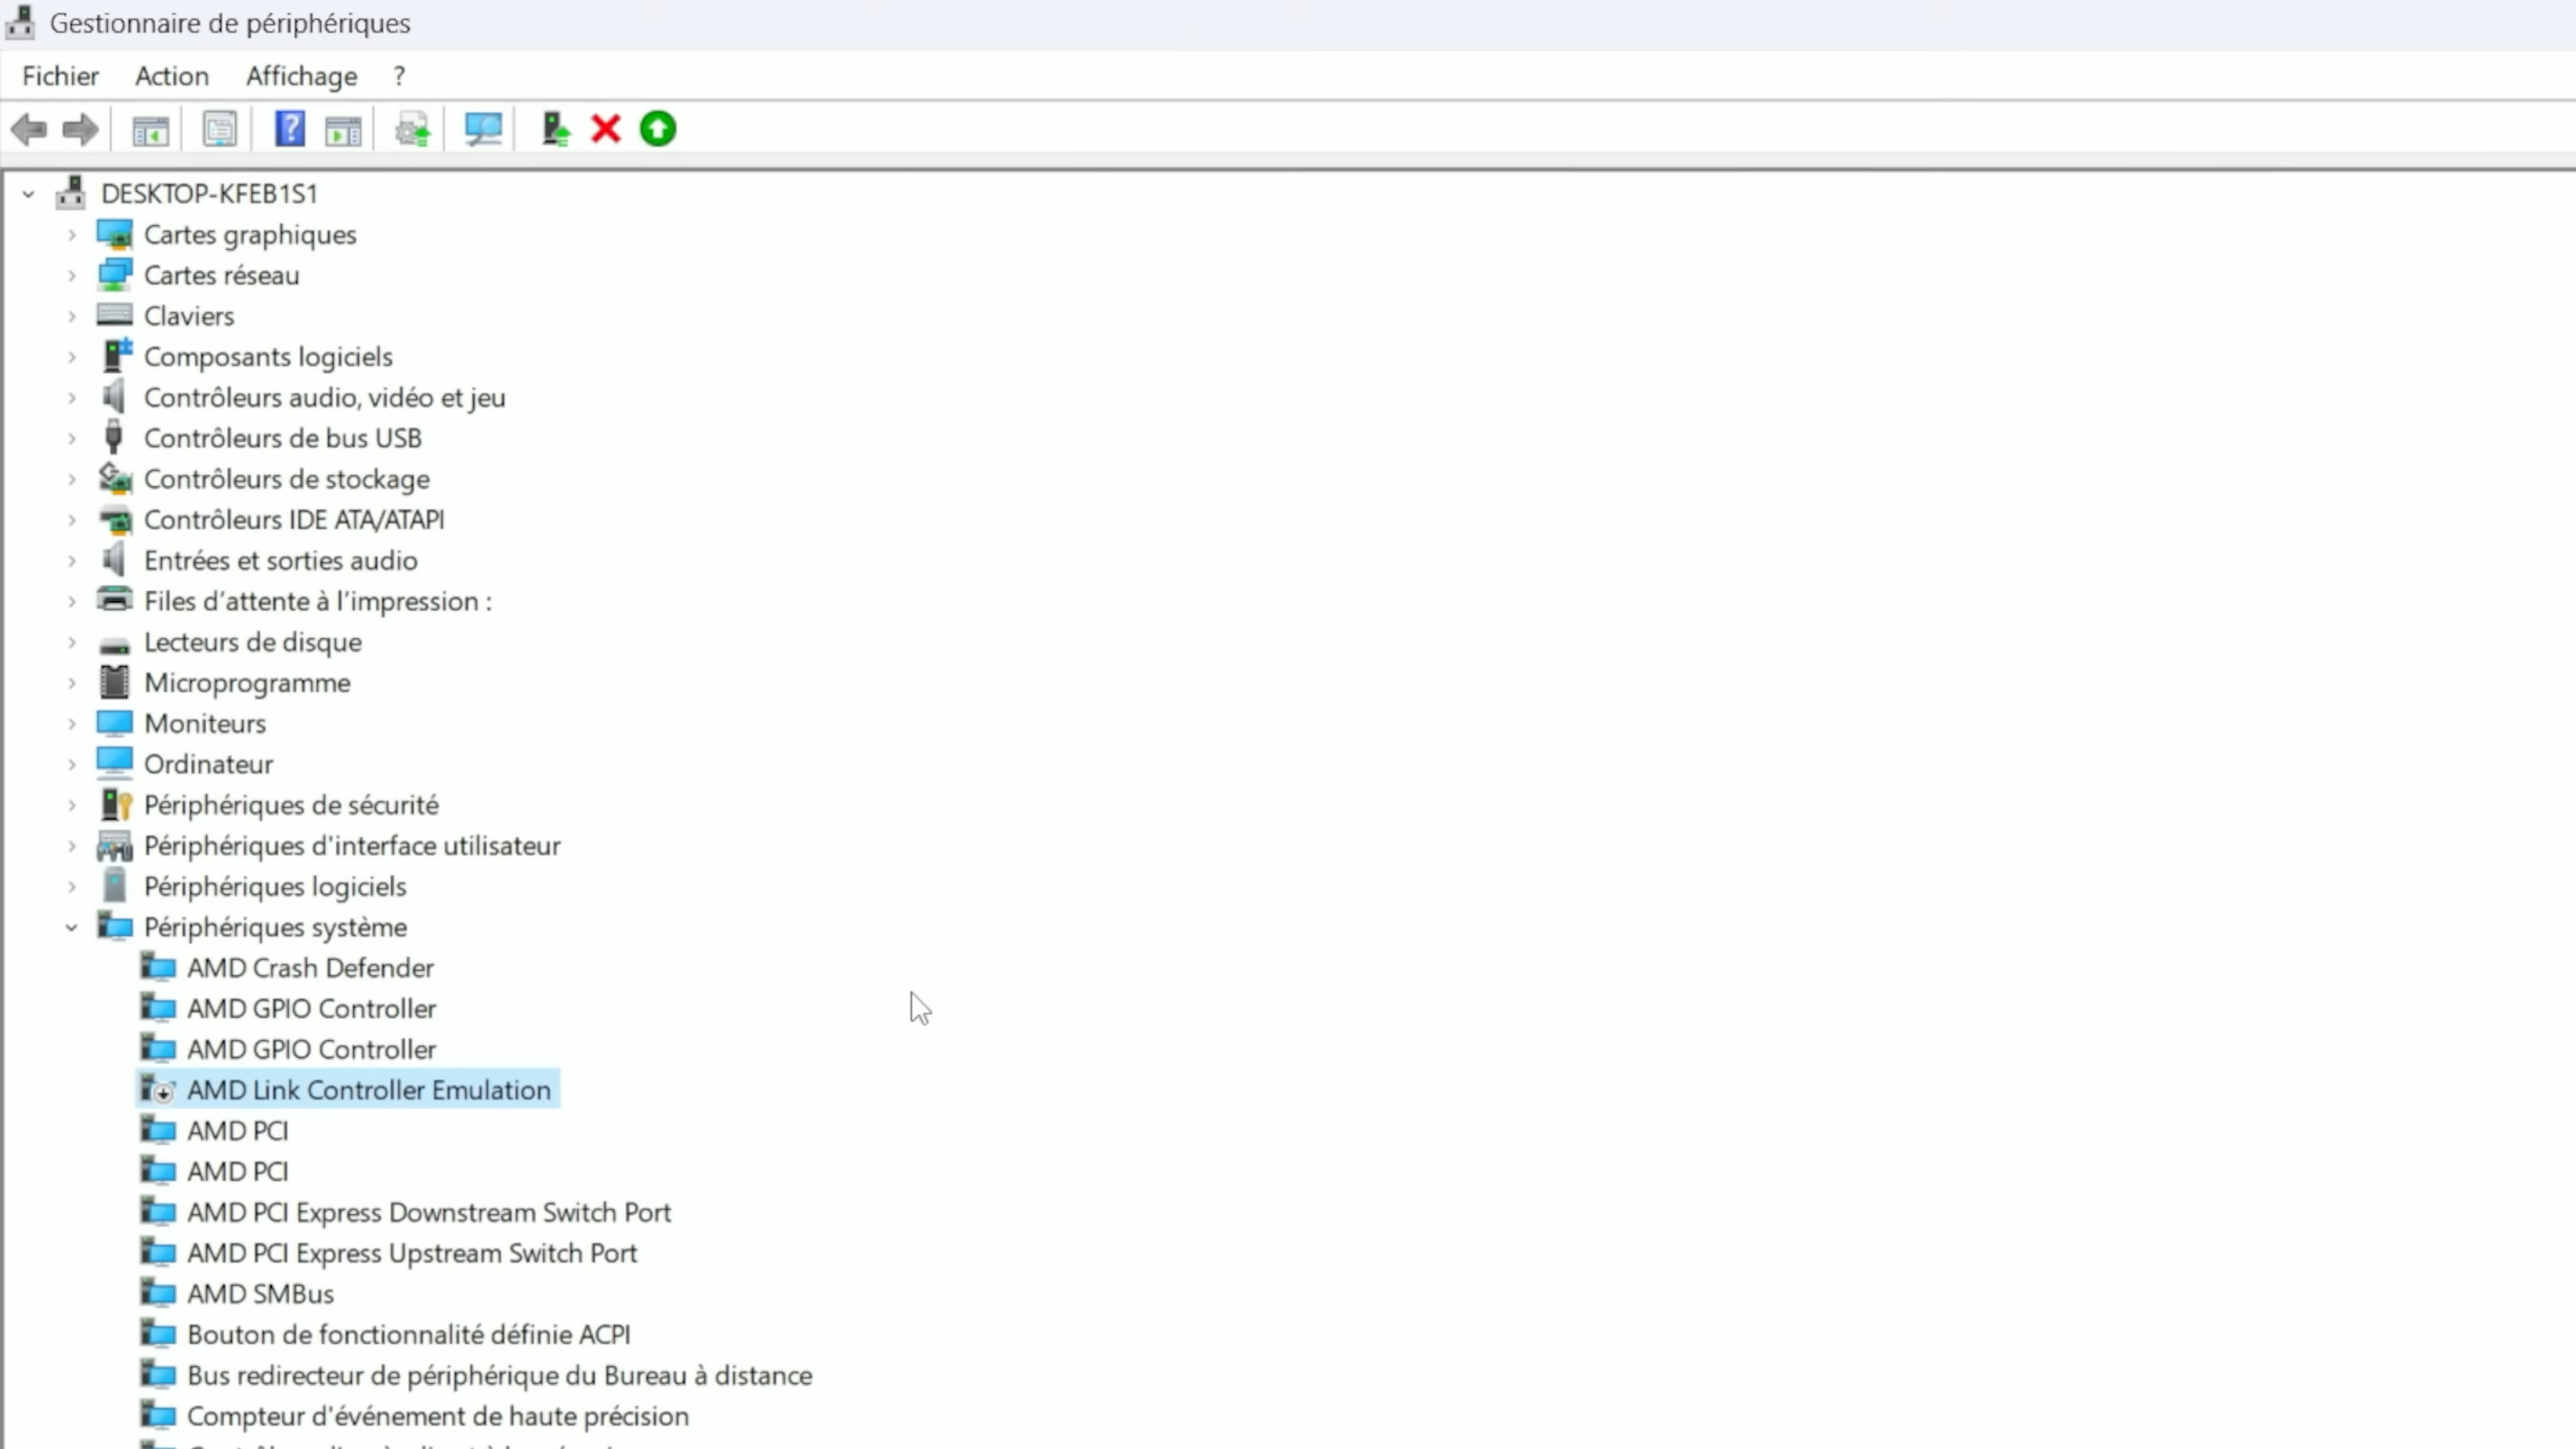 Gestionnaire de périphériques
Fichier Action Affichage ?
DESKTOP-KFEB1S1
Cartes graphiques
Cartes réseau
Claviers
Composants logiciels
Contrôleurs audio, vidéo et jeu
Contrôleurs de bus USB
Contrôleurs de stockage
Contrôleurs IDE ATA/ATAPI
Entrées et sorties audio
Files d’attente à l’impression :
Lecteurs de disque
Microprogramme
Moniteurs
Ordinateur
Périphériques de sécurité
Périphériques d'interface utilisateur
Périphériques logiciels
Périphériques système
AMD Crash Defender
AMD GPIO Controller
AMD GPIO Controller
AMD Link Controller Emulation
AMD PCI
AMD PCI
AMD PCI Express Downstream Switch Port
AMD PCI Express Upstream Switch Port
AMD SMBus
Bouton de fonctionnalité définie ACPI
Bus redirecteur de périphérique du Bureau à distance
Compteur d'événement de haute précision